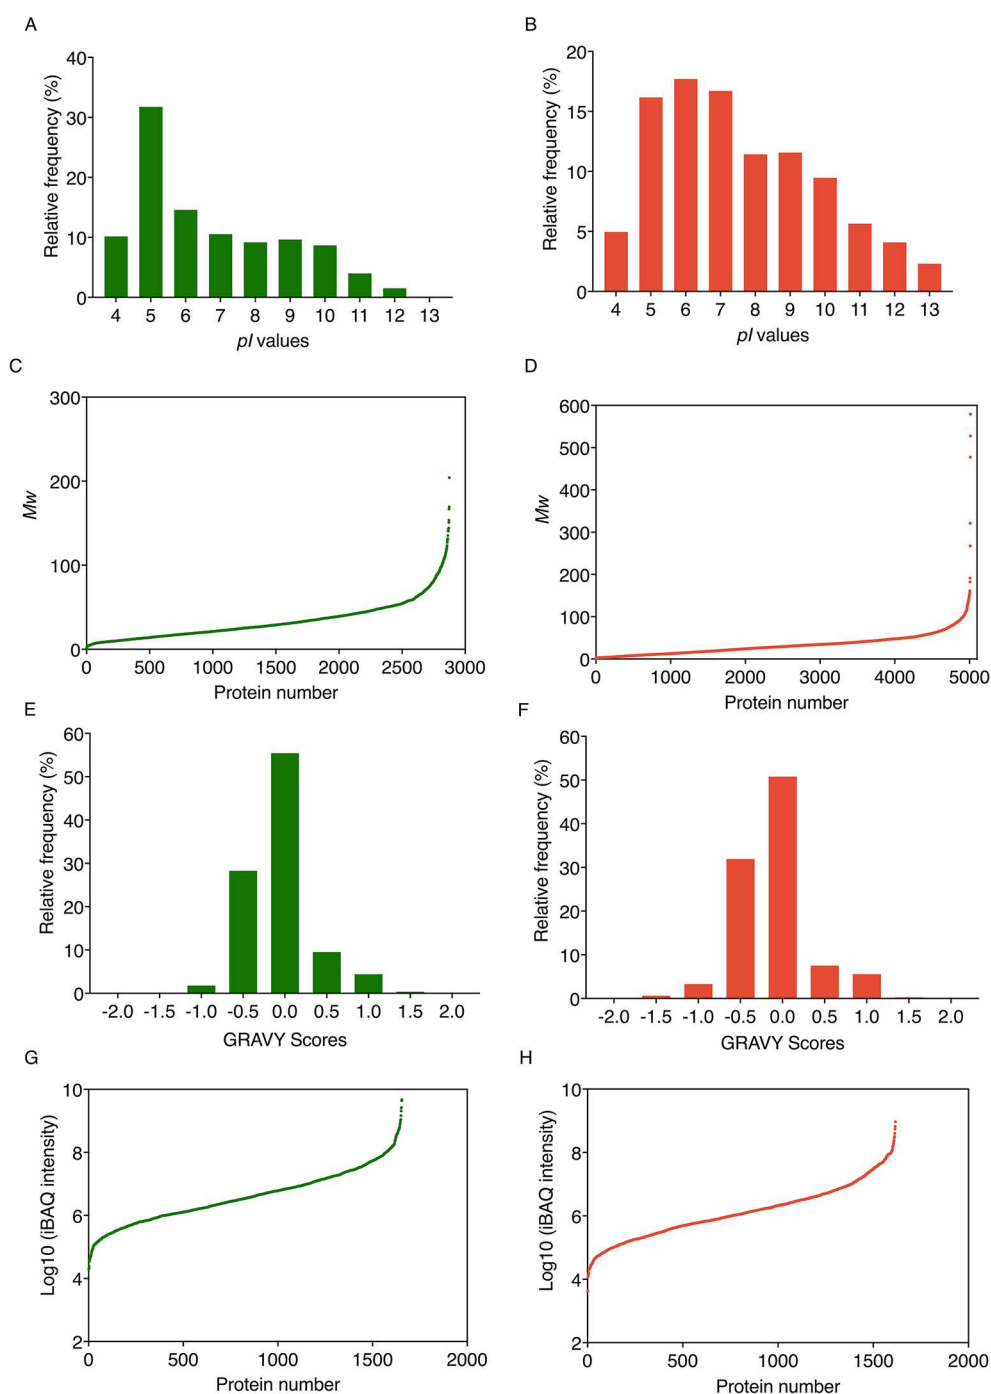 A
Relative frequency (%)
40
30
20
10
0
4 5 6 7 8 9 10 11 12 13
pI values
B
Relative frequency (%)
20
15
10
5
0
4 5 6 7 8 9 10 11 12 13
pI values
C
Mw
300
200
100
0
0 500 1000 1500 2000 2500 3000
Protein number
D
Mw
600
500
400
300
200
100
0
0 1000 2000 3000 4000 5000
Protein number
E
Relative frequency (%)
60
50
40
30
20
10
0
-2.0 -1.5 -1.0 -0.5 0.0 0.5 1.0 1.5 2.0
GRAVY Scores
F
Relative frequency (%)
60
50
40
30
20
10
0
-2.0 -1.5 -1.0 -0.5 0.0 0.5 1.0 1.5 2.0
GRAVY Scores
G
Log10 (iBAQ intensity)
10
8
6
4
2
0 500 1000 1500 2000
Protein number
H
Log10 (iBAQ intensity)
10
8
6
4
2
0 500 1000 1500 2000
Protein number